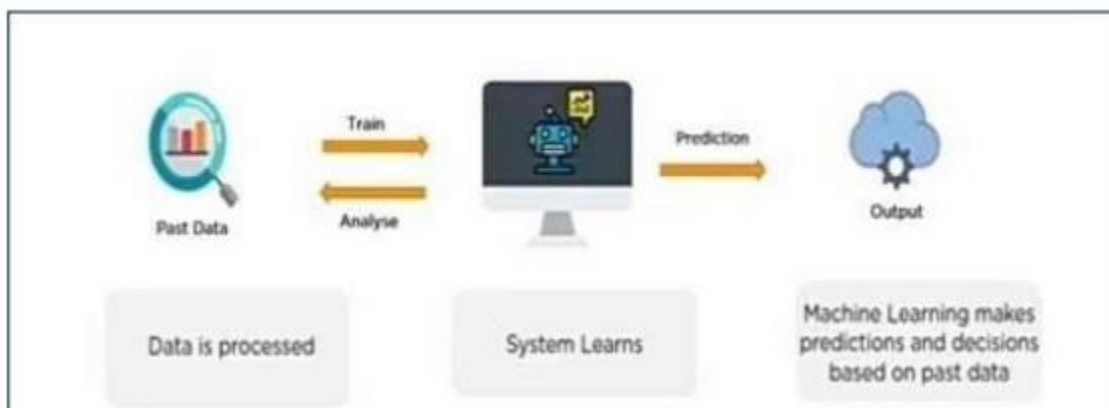 Train
Prediction
Past Data
Analyse
Output
Data is processed
System Learns
Machine Learning makes
predictions and decisions
based on past data